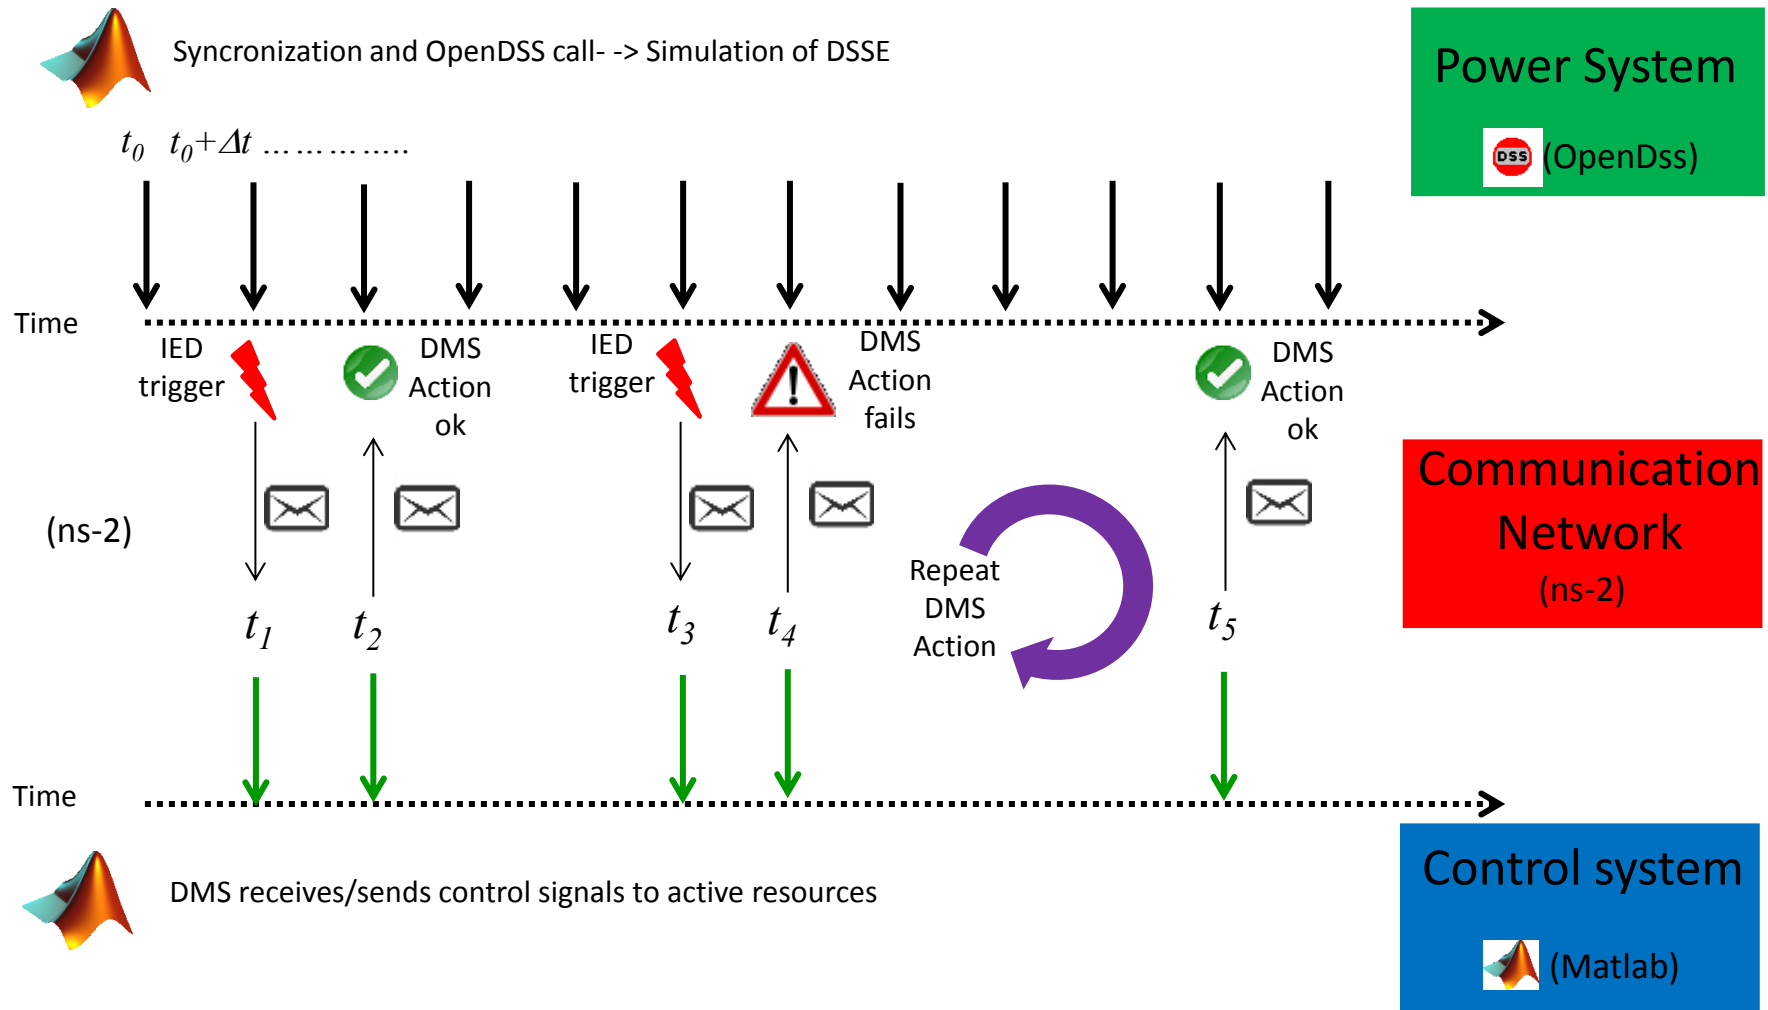 Syncronization and OpenDSS call- -> Simulation of DSSE
Power System
DSS (OpenDss)
t0 t0+Δt …………..
Time
IED
trigger
DMS
Action
ok
IED
trigger
DMS
Action
fails
DMS
Action
ok
(ns-2)
Repeat
DMS
Action
Communication
Network
(ns-2)
t1 t2 t3 t4 t5
Time
DMS receives/sends control signals to active resources
Control system
(Matlab)